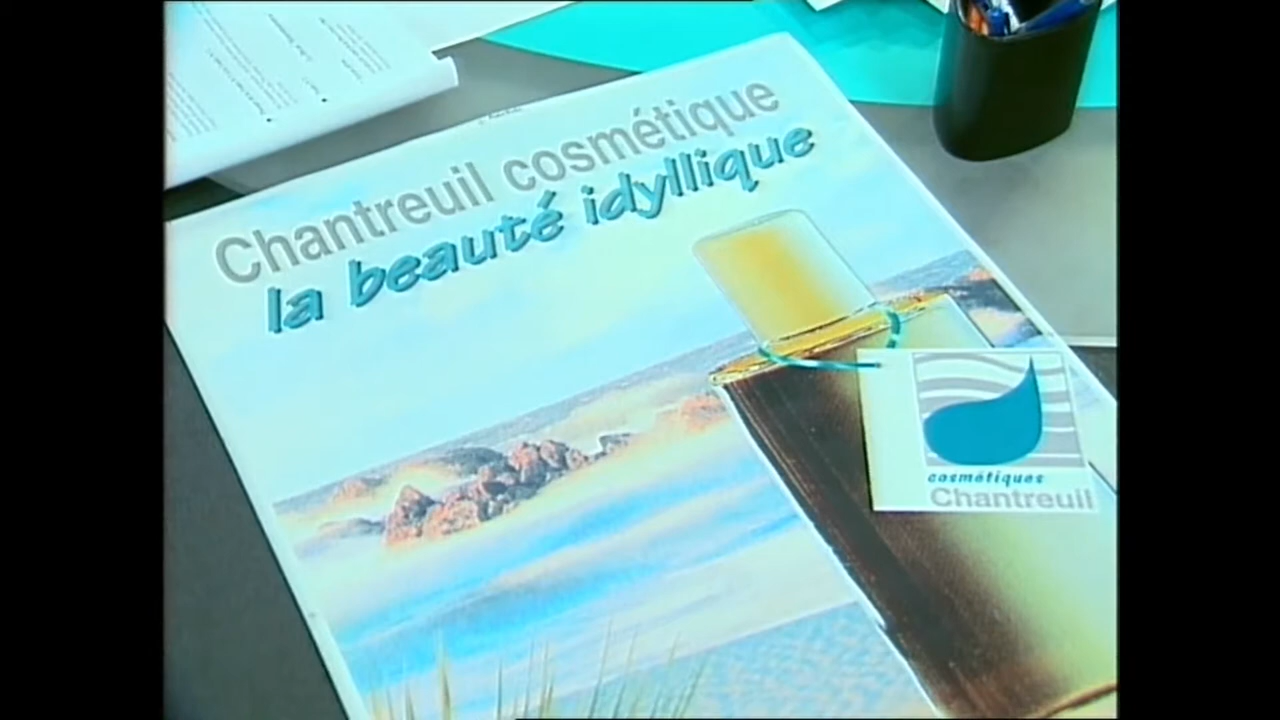 Chantreuil cosmétique
la beauté idyllique
cosmétiques
Chantreuil